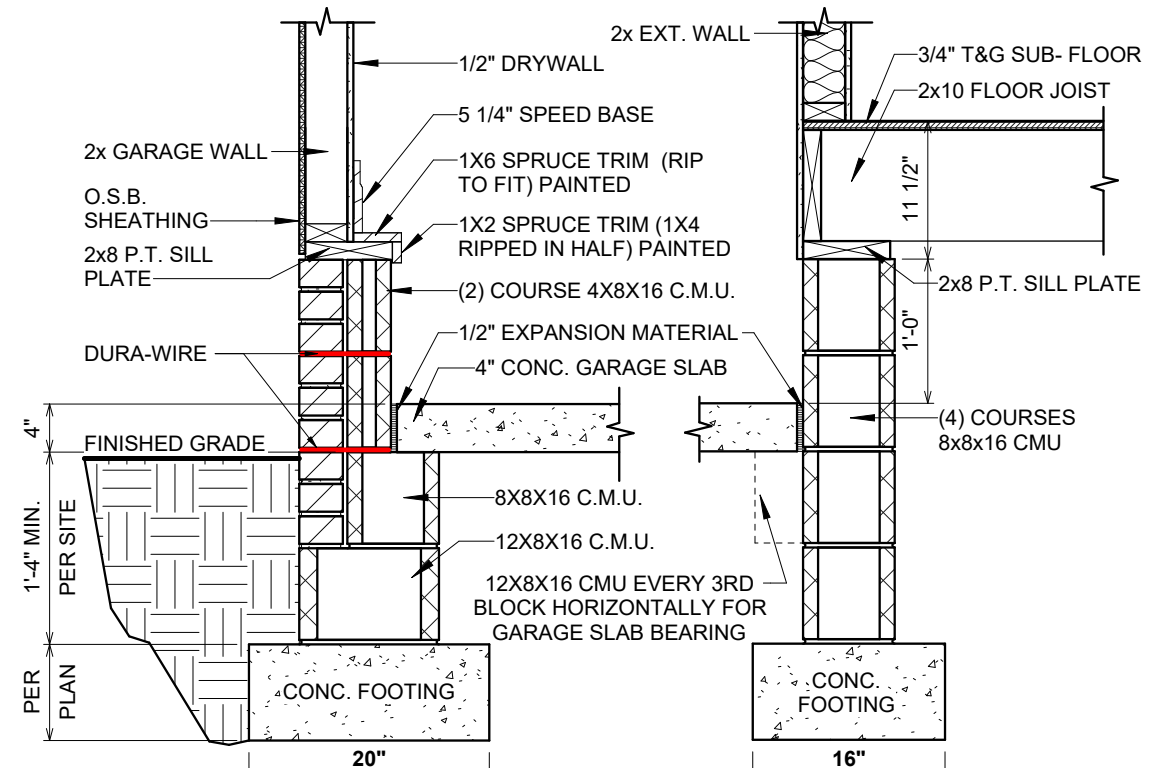 2x EXT. WALL
3/4" T&G SUB- FLOOR
1/2" DRYWALL
2x10 FLOOR JOIST
5 1/4" SPEED BASE
2x GARAGE WALL
1X6 SPRUCE TRIM (RIP
TO FIT) PAINTED
O.S.B.
SHEATHING
11 1/2"
1X2 SPRUCE TRIM (1X4
RIPPED IN HALF) PAINTED
2x8 P.T. SILL
PLATE
2x8 P.T. SILL PLATE
(2) COURSE 4X8X16 C.M.U.
1'-0"
1/2" EXPANSION MATERIAL
DURA-WIRE
4" CONC. GARAGE SLAB
4"
(4) COURSES
8x8x16 CMU
FINISHED GRADE
8X8X16 C.M.U.
1'-4" MIN.
PER SITE
12X8X16 C.M.U.
12X8X16 CMU EVERY 3RD
BLOCK HORIZONTALLY FOR
GARAGE SLAB BEARING
PER
PLAN
CONC. FOOTING
CONC.
FOOTING
20"
16"